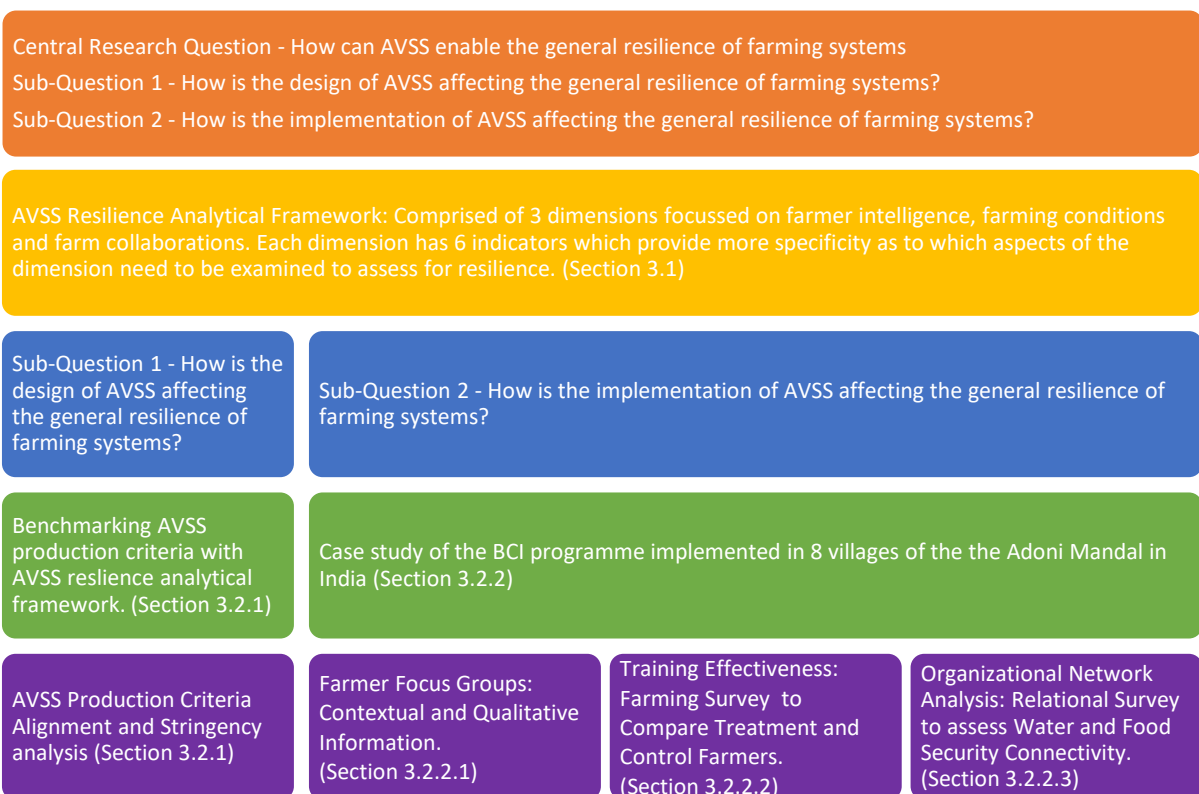 Central Research Question - How can AVSS enable the general resilience of farming systems
Sub-Question 1 - How is the design of AVSS affecting the general resilience of farming systems?
Sub-Question 2 - How is the implementation of AVSS affecting the general resilience of farming systems?
AVSS Resilience Analytical Framework: Comprised of 3 dimensions focussed on farmer intelligence, farming conditions
and farm collaborations. Each dimension has 6 indicators which provide more specificity as to which aspects of the
dimension need to be examined to assess for resilience. (Section 3.1)
Sub-Question 1 - How is the
design of AVSS affecting
the general resilience of
farming systems?
Sub-Question 2 - How is the implementation of AVSS affecting the general resilience of
farming systems?
Benchmarking AVSS
production criteria with
AVSS reslience analytical
framework. (Section 3.2.1)
Case study of the BCI programme implemented in 8 villages of the the Adoni Mandal in
India (Section 3.2.2)
AVSS Production Criteria
Alignment and Stringency
analysis (Section 3.2.1)
Farmer Focus Groups:
Contextual and Qualitative
Information.
(Section 3.2.2.1)
Training Effectiveness:
Farming Survey to
Compare Treatment and
Control Farmers.
(Section 3.2.2.2)
Organizational Network
Analysis: Relational Survey
to assess Water and Food
Security Connectivity.
(Section 3.2.2.3)